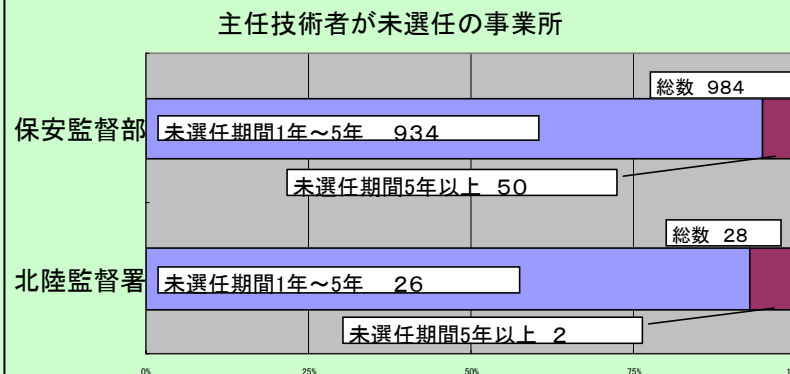 主任技術者が未選任の事業所
総数 984
保安監督部
未選任期間1年～5年 934
未選任期間5年以上 50
総数 28
北陸監督署
未選任期間1年～5年 26
未選任期間5年以上 2
0% 25% 50% 75%